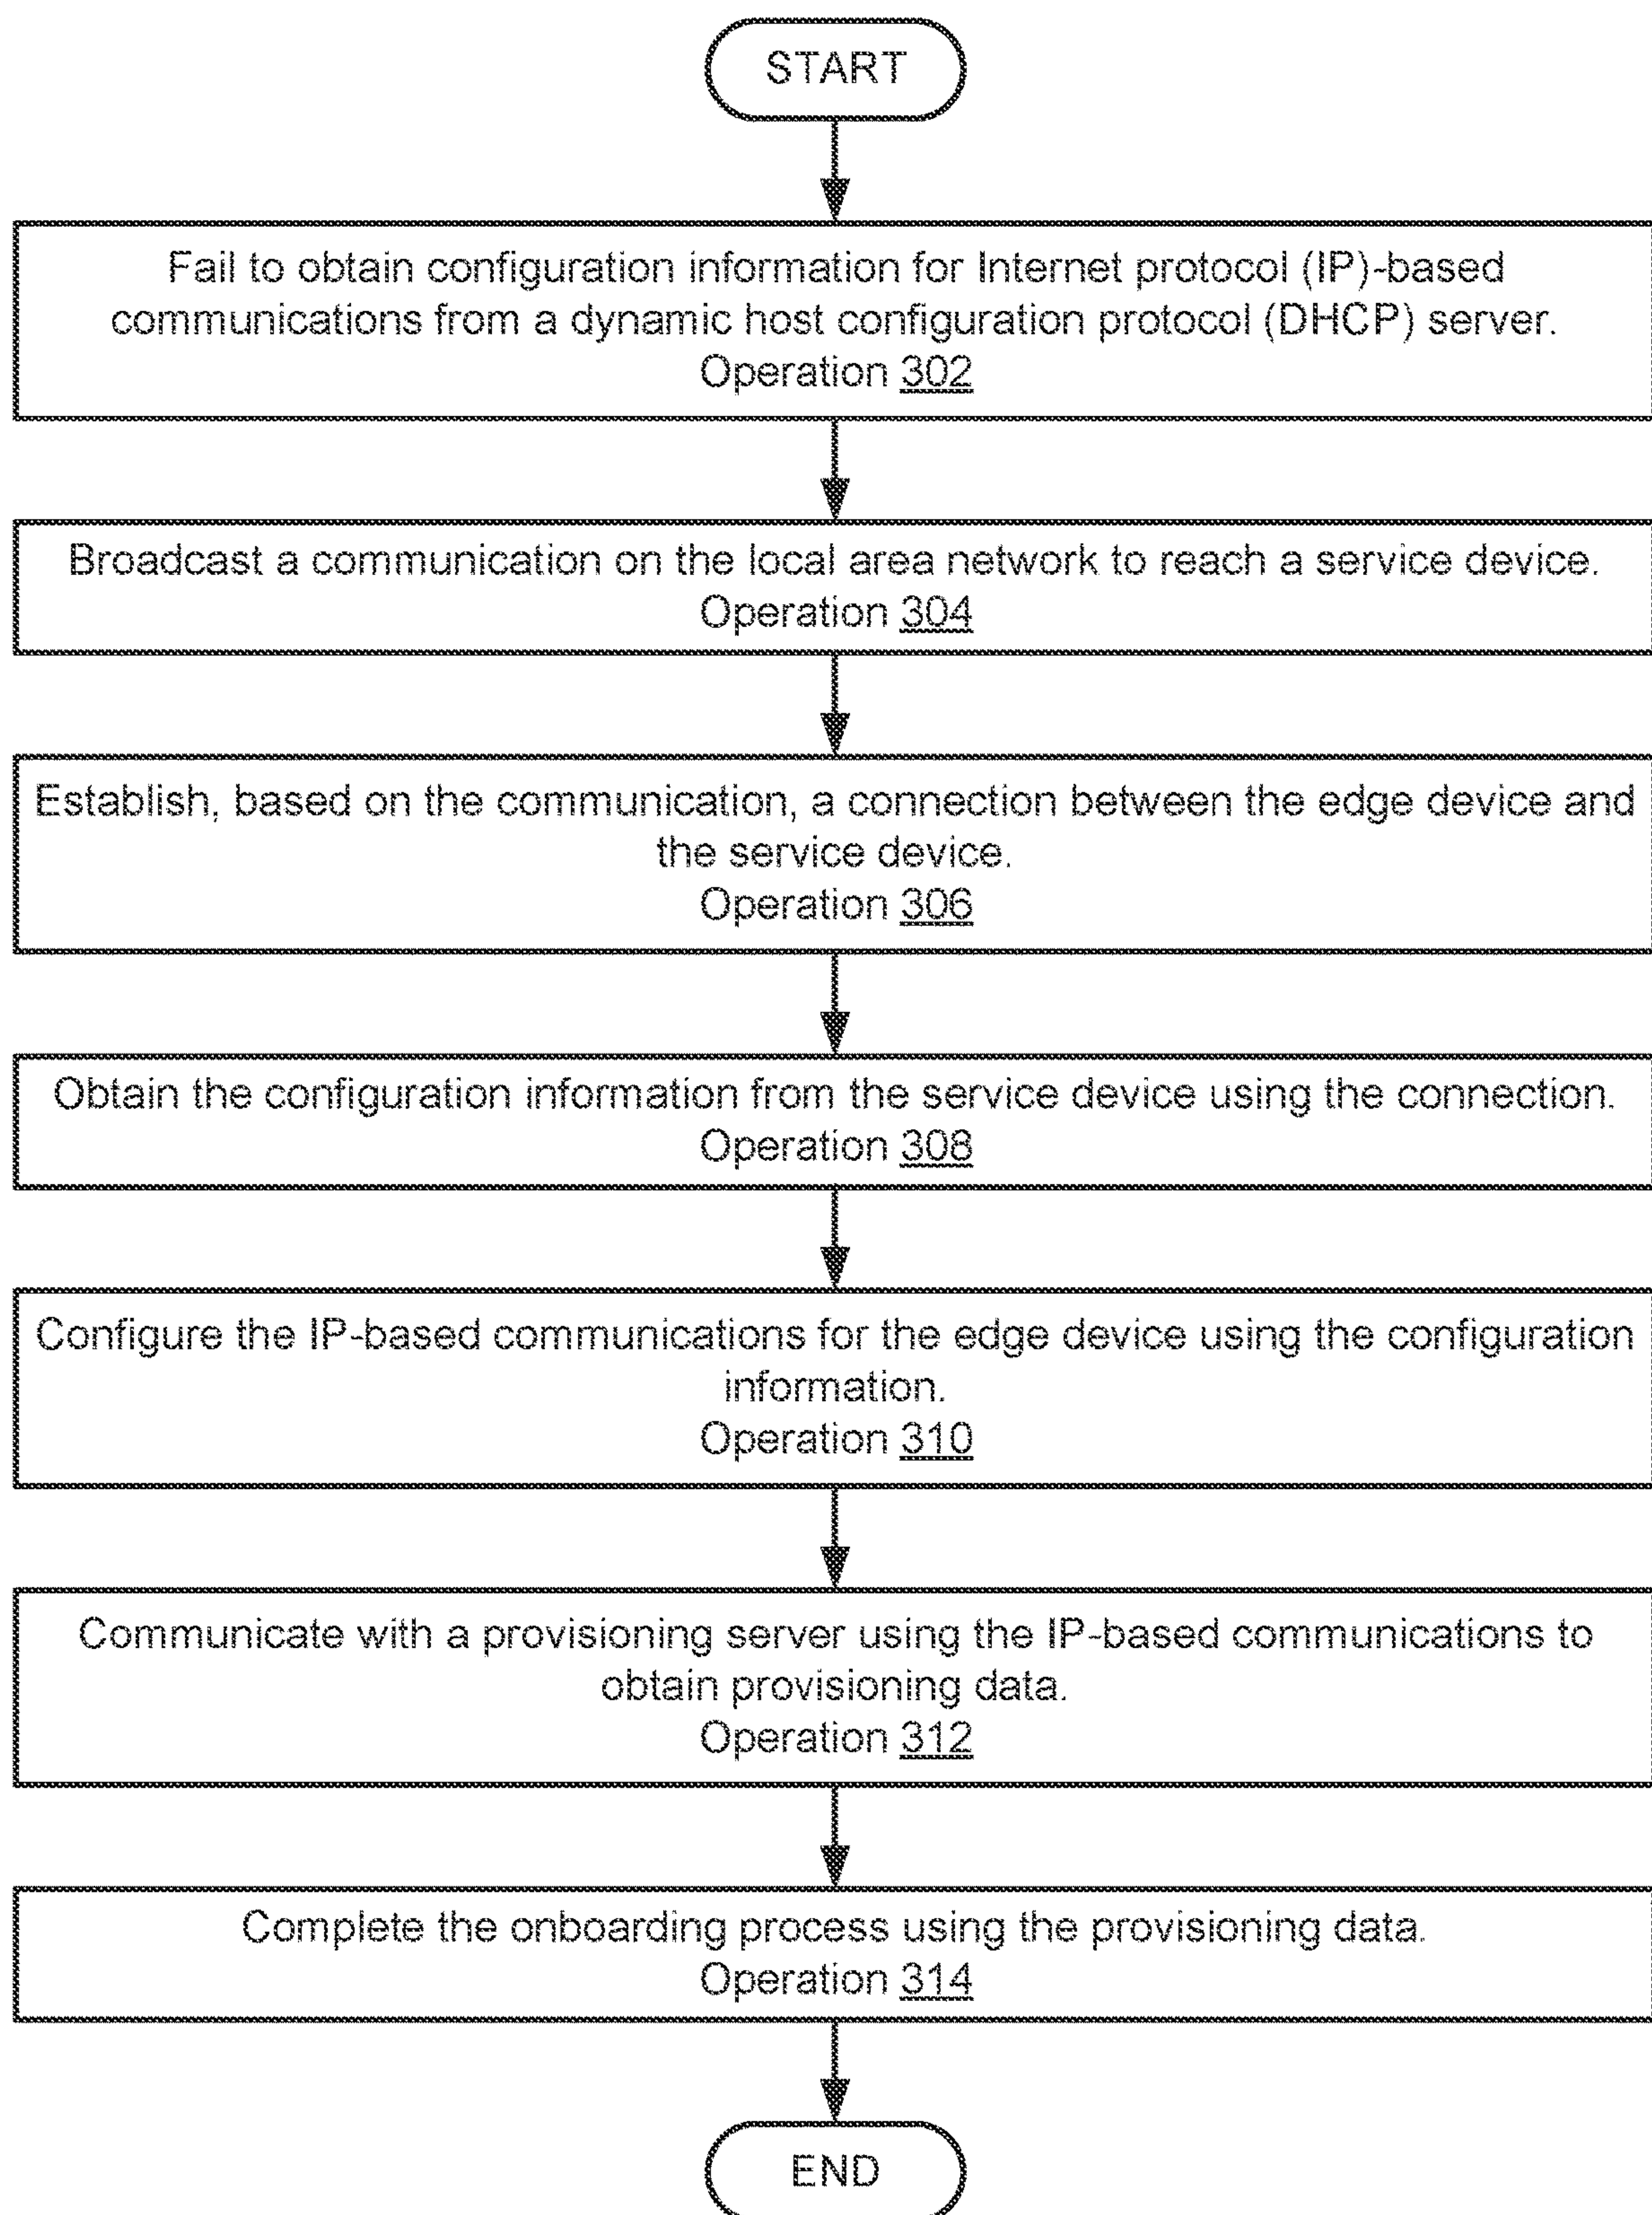 START
Fail to obtain configuration information for Internet protocol (IP)-based
communications from a dynamic host configuration protocol (DHCP) server.
Operation 302
Broadcast a communication on the local area network to reach a service device.
Operation 304
Establish, based on the communication, a connection between the edge device and
the service device.
Operation 306
Obtain the configuration information from the service device using the connection.
Operation 308
Configure the IP-based communications for the edge device using the configuration
information.
Operation 310
Communicate with a provisioning server using the IP-based communications to
obtain provisioning data.
Operation 312
Complete the onboarding process using the provisioning data.
Operation 314
END